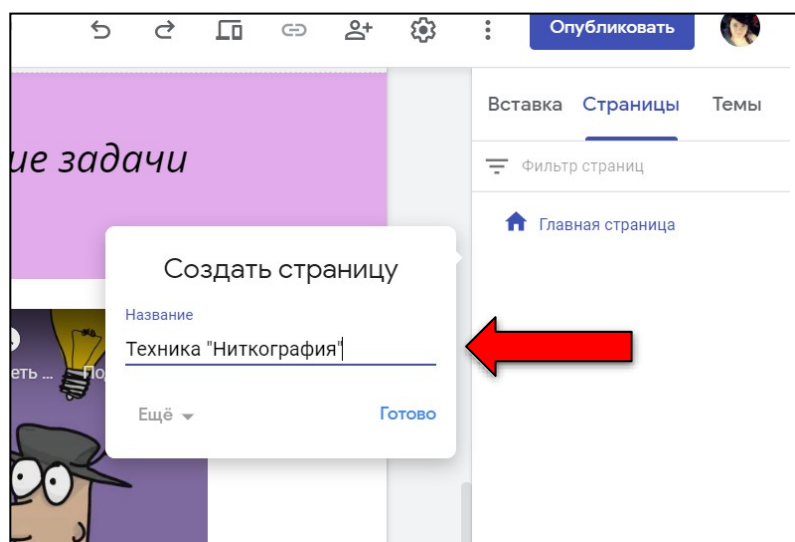 Опубликовать
Вставка Страницы Темы
ие задачи
Фильтр страниц
Главная страница
Создать страницу
Название
Техника "Ниткография"
еть ... По
Ещё
Готово